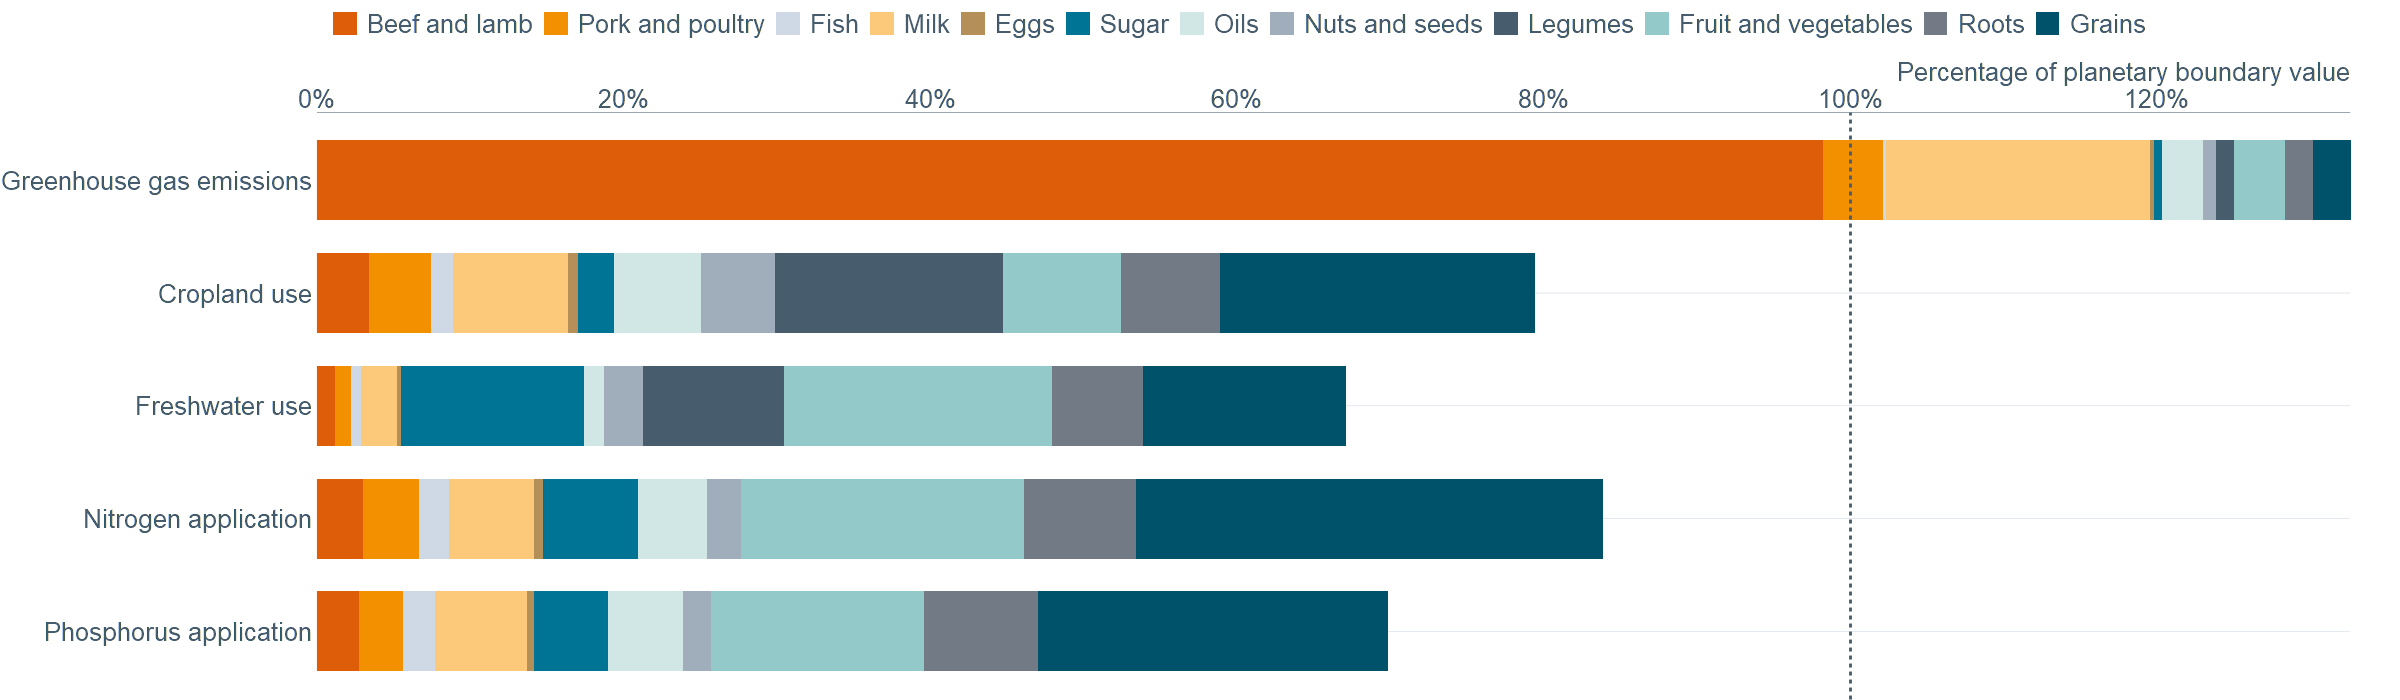 Beef and lamb Pork and poultry Fish Milk Eggs Sugar Oils Nuts and seeds Legumes Fruit and vegetables Roots Grains
Percentage of planetary boundary value
0% 20% 40% 60% 80% 100% 120%
Greenhouse gas emissions
Cropland use
Freshwater use
Nitrogen application
Phosphorus application